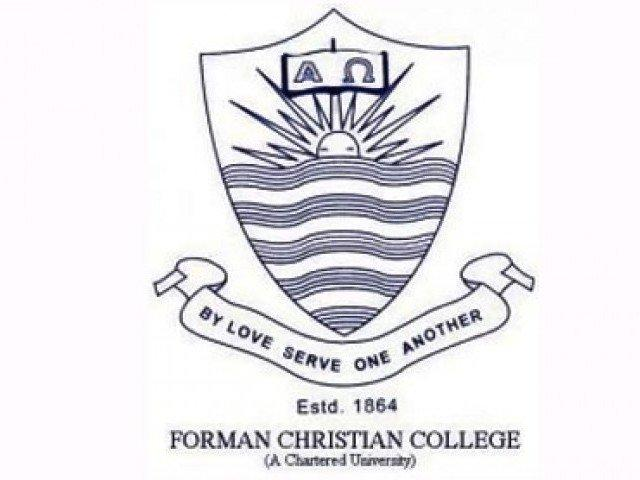 Α Ω
BY LOVE SERVE ONE ANOTHER
Estd. 1864
FORMAN CHRISTIAN COLLEGE
(A Chartered University)